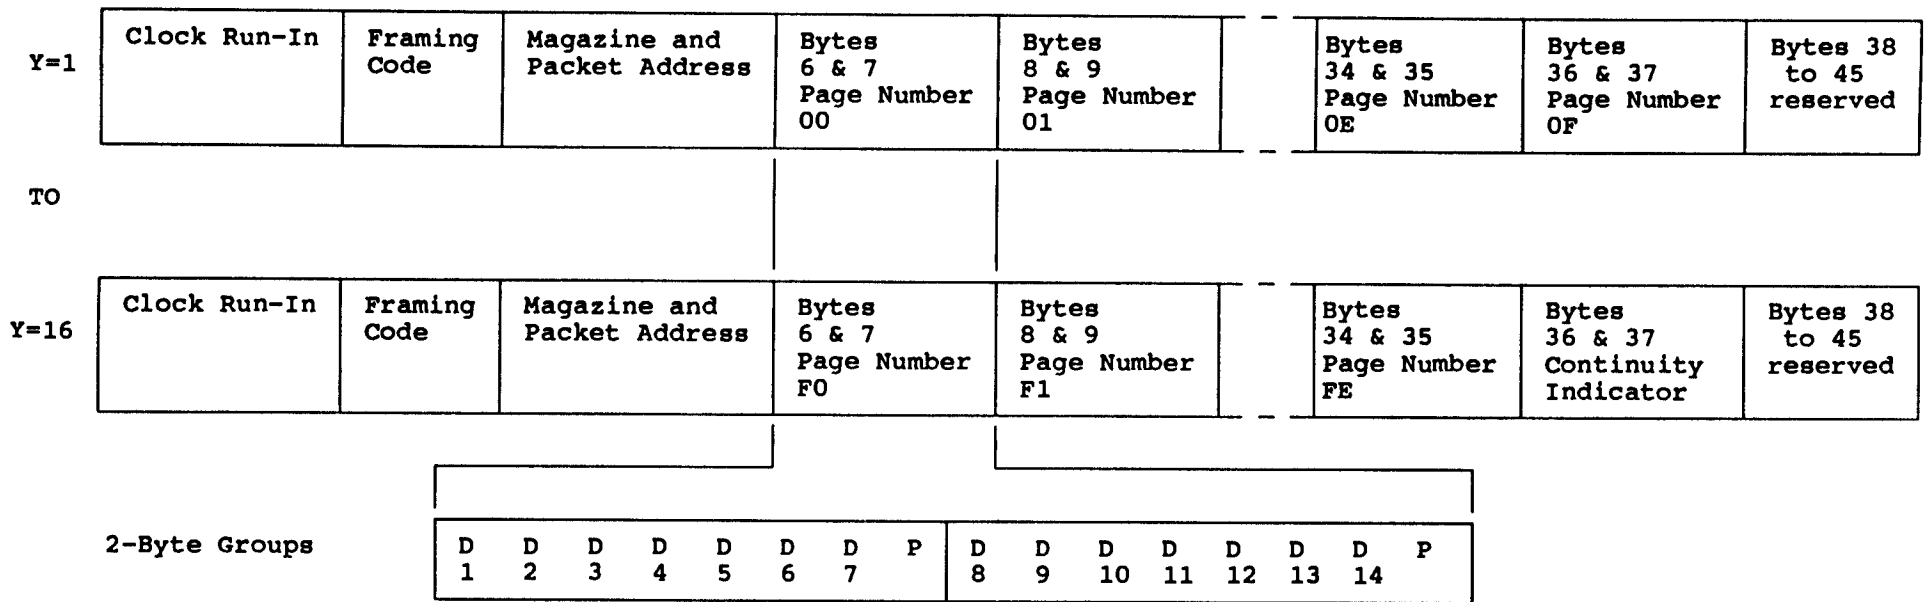 Y=1
Clock Run-In
Framing
Code
Magazine and
Packet Address
Bytes
6 & 7
Page Number
00
Bytes
8 & 9
Page Number
01
Bytes
34 & 35
Page Number
0E
Bytes
36 & 37
Page Number
0F
Bytes 38
to 45
reserved
TO
Y=16
Clock Run-In
Framing
Code
Magazine and
Packet Address
Bytes
6 & 7
Page Number
F0
Bytes
8 & 9
Page Number
F1
Bytes
34 & 35
Page Number
FE
Bytes
36 & 37
Continuity
Indicator
Bytes 38
to 45
reserved
2-Byte Groups
D D D D D D D P D D D D D D D P
1 2 3 4 5 6 7 8 9 10 11 12 13 14